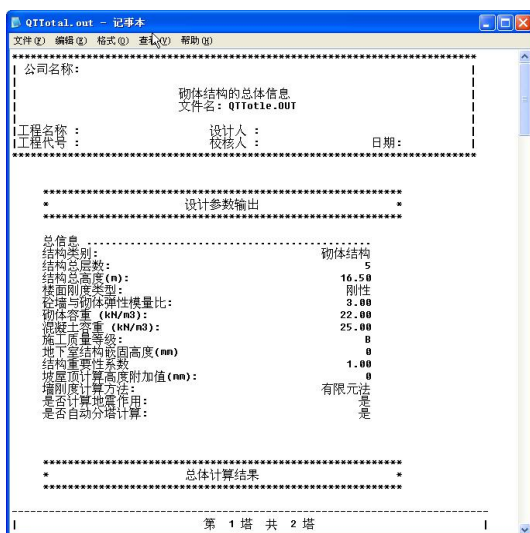 QTTotal.out - 记事本
文件(F) 编辑(E) 格式(O) 查看(V) 帮助(H)
****************************************************************************
| 公司名称: |
| |
| 砌体结构的总体信息 |
| 文件名: QTTotle.OUT |
| |
|工程名称 : 设计人 : |
|工程代号 : 校核人 : 日期: |
****************************************************************************
***********************************************************
* 设计参数输出 *
***********************************************************
总信息 ..............................................
结构类别: 砌体结构
结构总层数: 5
结构总高度(m): 16.50
楼面刚度类型: 刚性
砼墙与砌体弹性模量比: 3.00
砌体容重 (kN/m3): 22.00
混凝土容重 (kN/m3): 25.00
施工质量等级: B
地下室结构嵌固高度(mm) 0
结构重要性系数 1.00
坡屋顶计算高度附加值(mm): 0
墙刚度计算方法: 有限元法
是否计算地震作用: 是
是否自动分塔计算: 是
***********************************************************
* 总体计算结果 *
***********************************************************
------------------------------------------------------------------------------
| 第 1 塔 共 2 塔 |